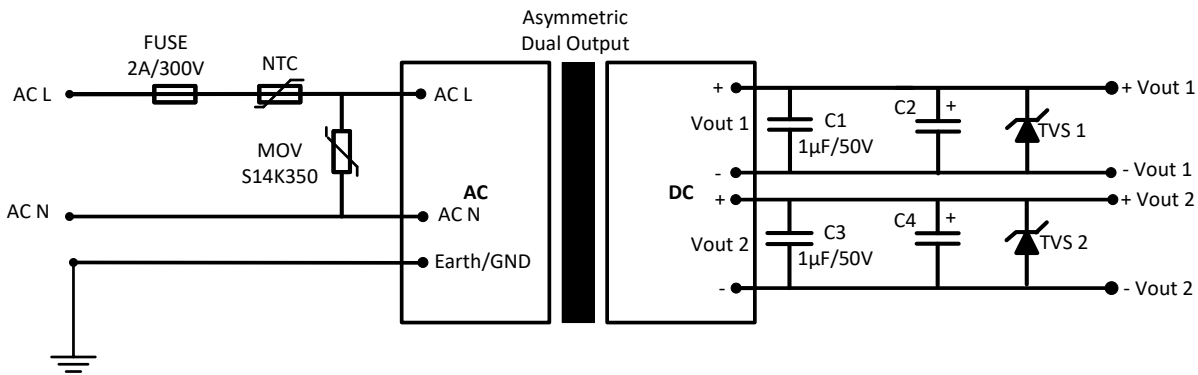 Asymmetric
Dual Output
FUSE
2A/300V
NTC
AC L
AC L
MOV
S14K350
AC N
AC
AC N
Earth/GND
+
+ Vout 1
Vout 1
C1
1µF/50V
C2
+
TVS 1
-
- Vout 1
DC
+
+ Vout 2
Vout 2
C3
1µF/50V
C4
+
TVS 2
-
- Vout 2